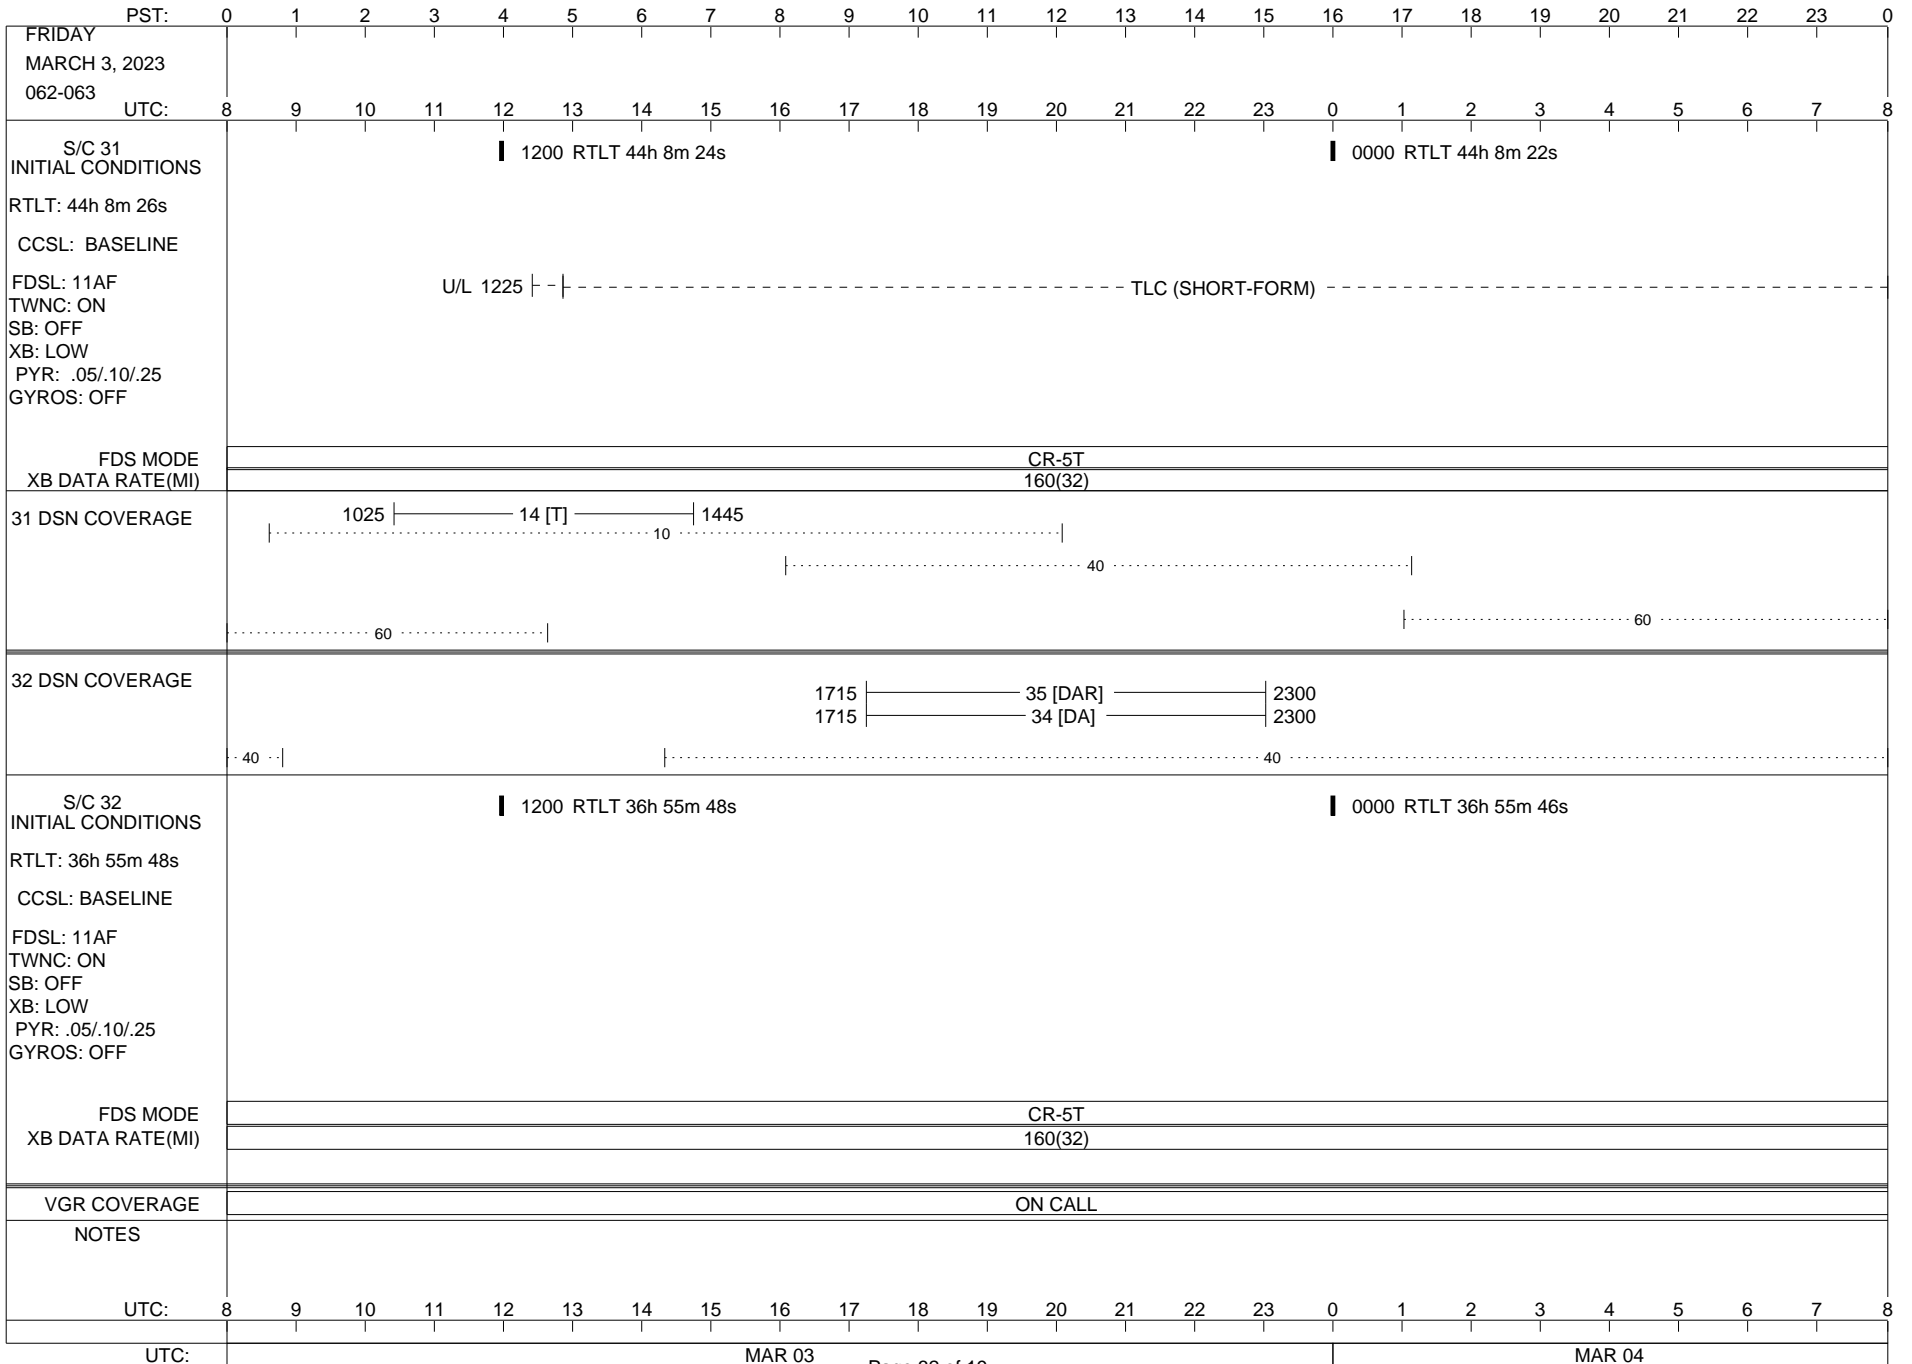 PST: 0 1 2 3 4 5 6 7 8 9 10 11 12 13 14 15 16 17 18 19 20 21 22 23 0
FRIDAY
MARCH 3, 2023
062-063
UTC: 8 9 10 11 12 13 14 15 16 17 18 19 20 21 22 23 0 1 2 3 4 5 6 7 8
S/C 31
INITIAL CONDITIONS
1200 RTLT 44h 8m 24s
0000 RTLT 44h 8m 22s
RTLT: 44h 8m 26s
CCSL: BASELINE
FDSL: 11AF
U/L 1225
TLC (SHORT-FORM)
TWNC: ON
SB: OFF
XB: LOW
PYR: .05/.10/.25
GYROS: OFF
FDS MODE
CR-5T
XB DATA RATE(MI)
160(32)
31 DSN COVERAGE
1025 14 [T] 1445
10
40
60
60
32 DSN COVERAGE
1715 35 [DAR] 2300
1715 34 [DA] 2300
40
40
S/C 32
INITIAL CONDITIONS
1200 RTLT 36h 55m 48s
0000 RTLT 36h 55m 46s
RTLT: 36h 55m 48s
CCSL: BASELINE
FDSL: 11AF
TWNC: ON
SB: OFF
XB: LOW
PYR: .05/.10/.25
GYROS: OFF
FDS MODE
CR-5T
XB DATA RATE(MI)
160(32)
VGR COVERAGE
ON CALL
NOTES
UTC: 8 9 10 11 12 13 14 15 16 17 18 19 20 21 22 23 0 1 2 3 4 5 6 7 8
UTC: MAR 03 MAR 04